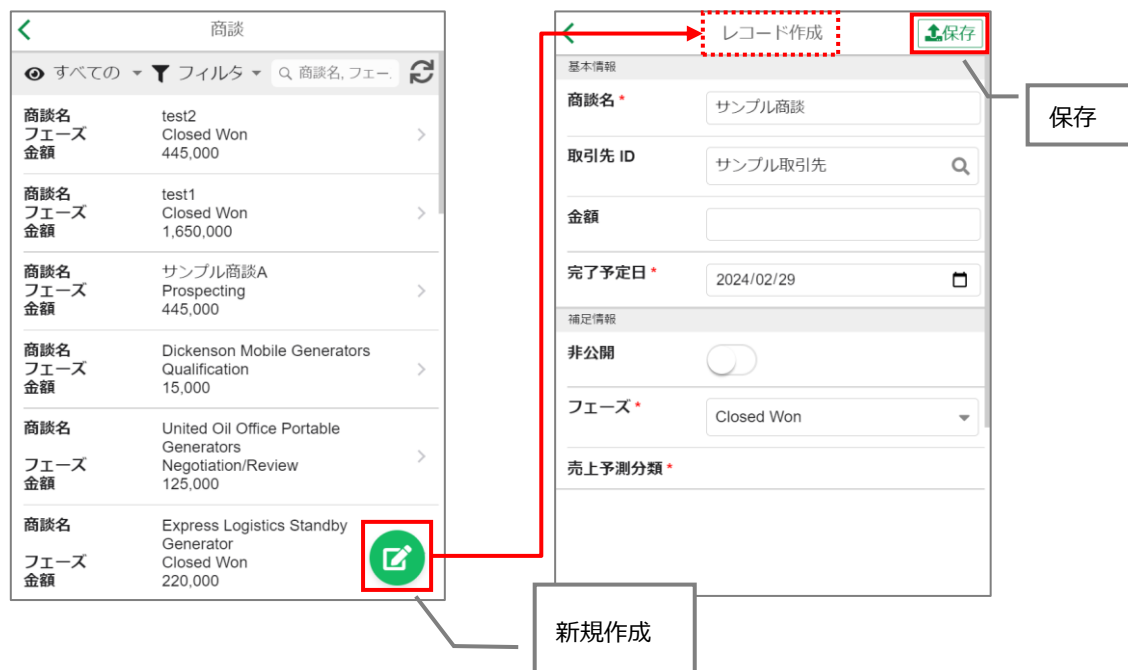 商談
すべての フィルタ 商談名, フェー.
商談名 test2
フェーズ Closed Won
金額 445,000
商談名 test1
フェーズ Closed Won
金額 1,650,000
商談名 サンプル商談A
フェーズ Prospecting
金額 445,000
商談名 Dickenson Mobile Generators
フェーズ Qualification
金額 15,000
商談名 United Oil Office Portable
Generators
フェーズ Negotiation/Review
金額 125,000
商談名 Express Logistics Standby
Generator
フェーズ Closed Won
金額 220,000
新規作成
レコード作成 保存
基本情報
商談名 * サンプル商談
取引先 ID サンプル取引先
金額
完了予定日 * 2024/02/29
補足情報
非公開
フェーズ * Closed Won
売上予測分類 *
保存